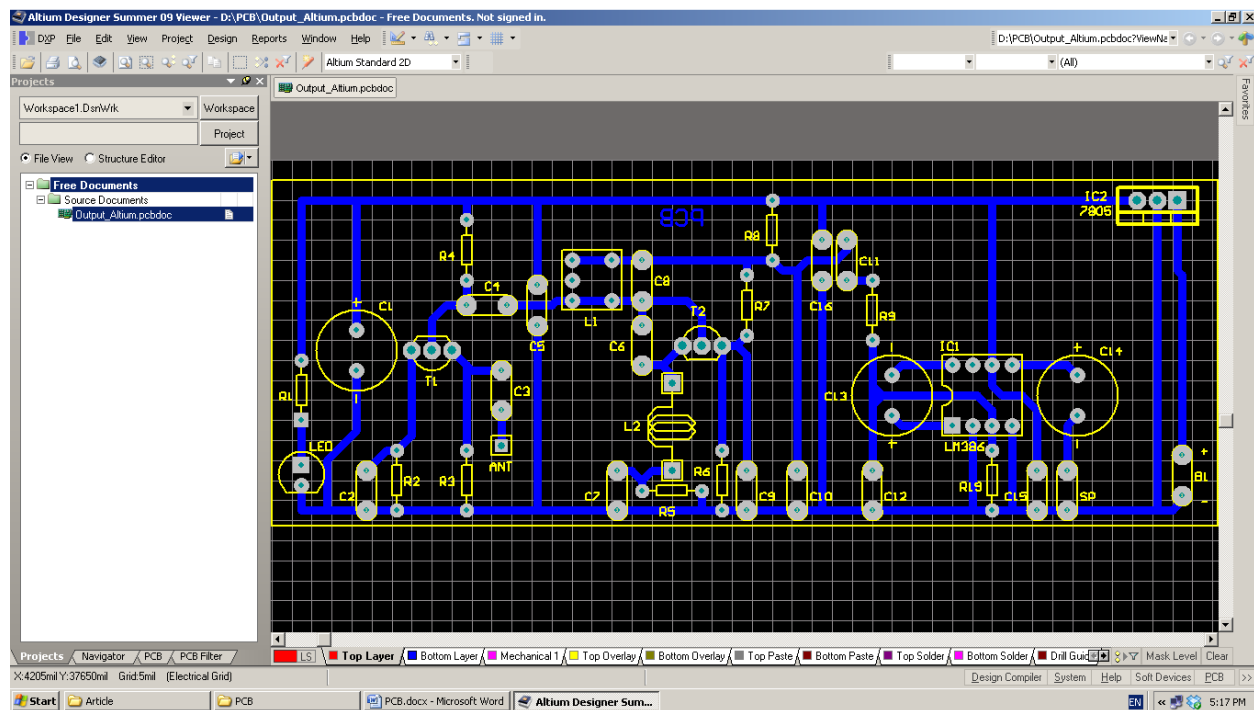 Altium Designer Summer 09 Viewer - D:\PCB\Output_Altium.pcbdoc - Free Documents. Not signed in.
DXP File Edit View Project Design Reports Window Help D:\PCB\Output_Altium.pcbdoc?ViewNa
Altium Standard 2D (All)
Projects
Output_Altium.pcbdoc
Favorites
Workspace1.DsnWrk Workspace
Project
File View Structure Editor
Free Documents
Source Documents
Output_Altium.pcbdoc
IC2
7805
PCB
R8
R4
C11
C4
C8
C1
R7
C16
T2
L1
R9
C5
C6
IC1
C14
T1
R1
C3
C13
L2
LED
ANT
LM386
C2
R2
R3
C7
R5
R6
C9
C10
C12
R19
C15
SP
B1
+
-
Projects Navigator PCB PCB Filter
LS Top Layer Bottom Layer Mechanical 1 Top Overlay Bottom Overlay Top Paste Bottom Paste Top Solder Bottom Solder Drill Guid Mask Level Clear
X:4205mil Y:37650mil Grid:5mil (Electrical Grid) Design Compiler System Help Soft Devices PCB >>
Start Article PCB PCB.docx - Microsoft Word Altium Designer Sum... EN « 5:17 PM